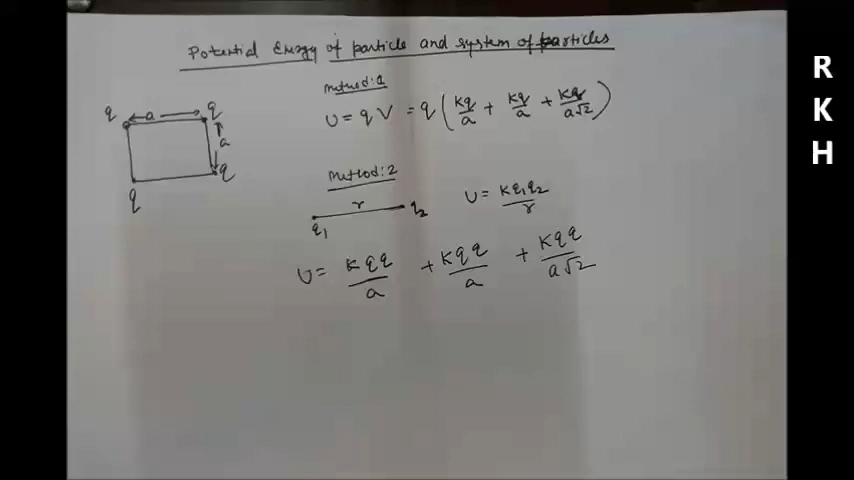 Potential Energy of particle and system of particles
Method:1
U = qV = q (Kq/a + Kq/a + Kq/a√2)
q a q
a
q q
Method:2
r
q1 q2
U = Kq1q2/r
U = Kqq/a + Kqq/a + Kqq/a√2
R
K
H